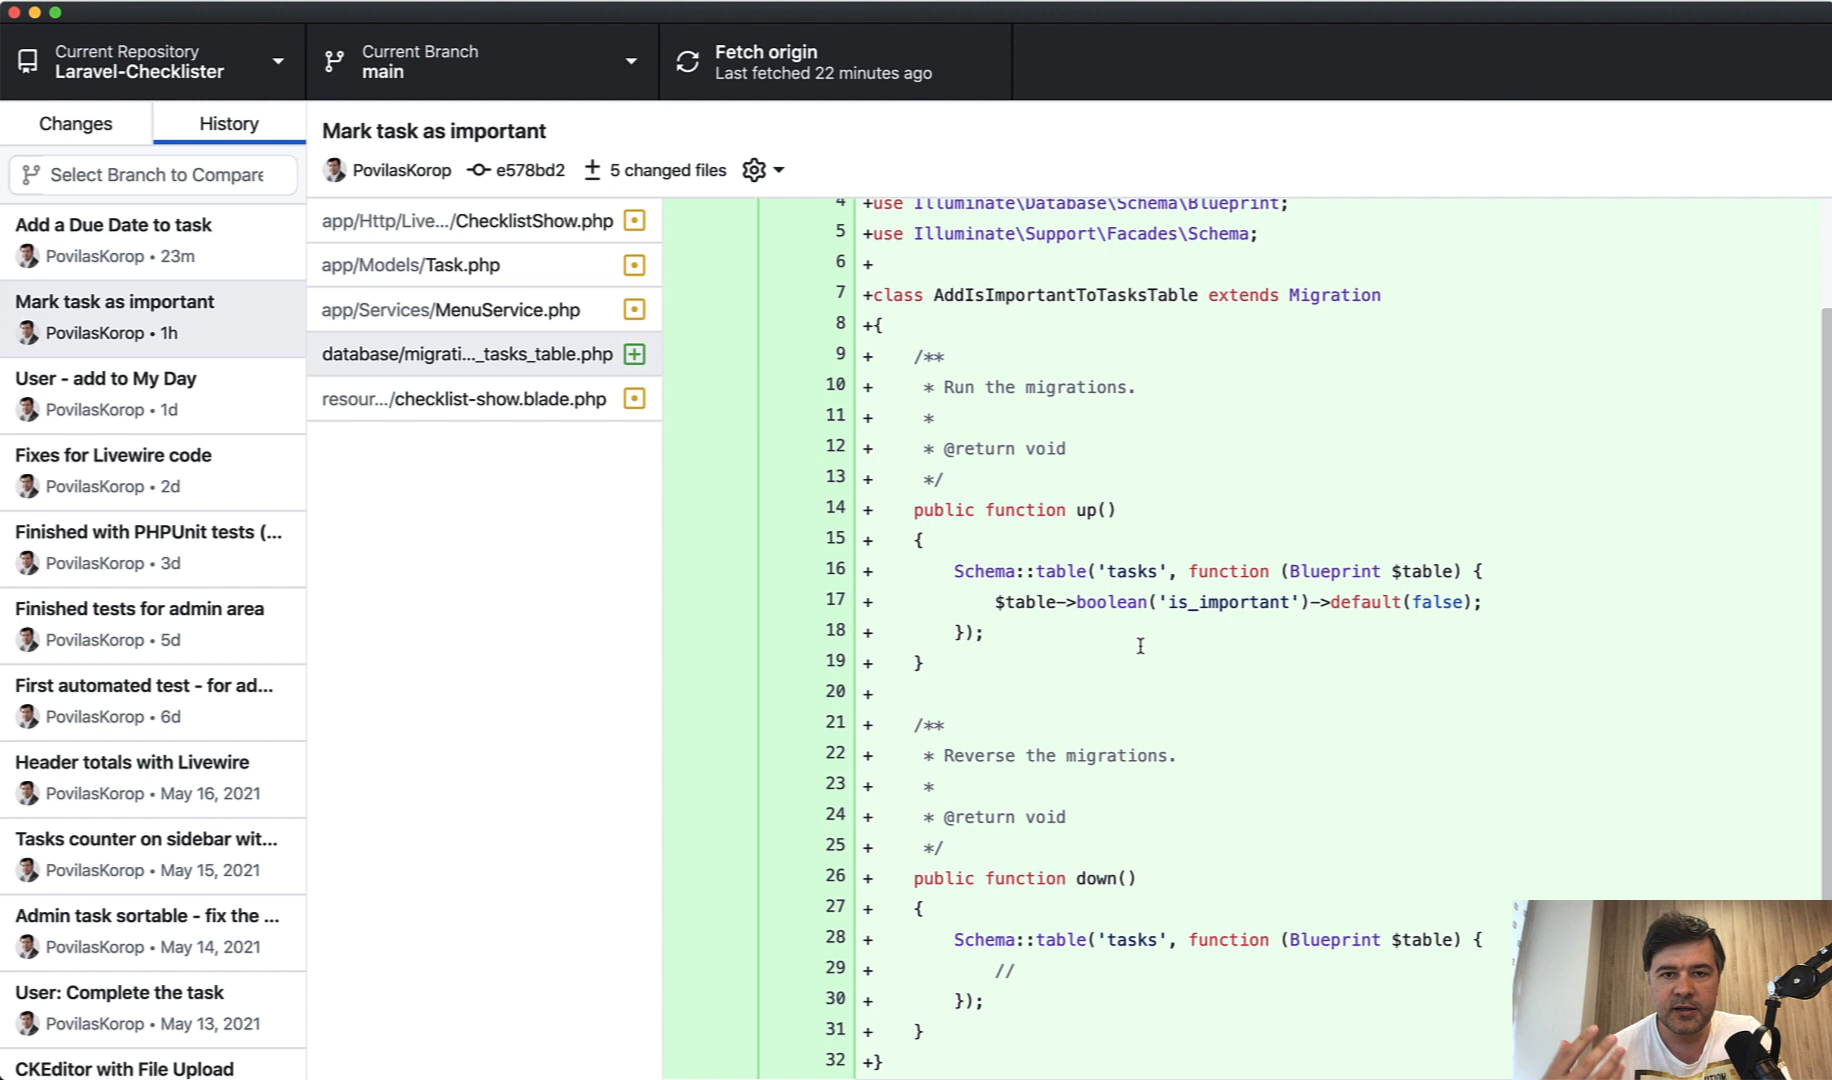 Current Repository
Laravel-Checklister
Current Branch
main
Fetch origin
Last fetched 22 minutes ago
Changes
History
Select Branch to Compare
Add a Due Date to task
PovilasKorop • 23m
Mark task as important
PovilasKorop • 1h
User - add to My Day
PovilasKorop • 1d
Fixes for Livewire code
PovilasKorop • 2d
Finished with PHPUnit tests (...
PovilasKorop • 3d
Finished tests for admin area
PovilasKorop • 5d
First automated test - for ad...
PovilasKorop • 6d
Header totals with Livewire
PovilasKorop • May 16, 2021
Tasks counter on sidebar wit...
PovilasKorop • May 15, 2021
Admin task sortable - fix the ...
PovilasKorop • May 14, 2021
User: Complete the task
PovilasKorop • May 13, 2021
CKEditor with File Upload
Mark task as important
PovilasKorop e578bd2 5 changed files
app/Http/Live.../ChecklistShow.php
app/Models/Task.php
app/Services/MenuService.php
database/migrati..._tasks_table.php
resour.../checklist-show.blade.php
4 +use Illuminate\Database\Schema\Blueprint;
5 +use Illuminate\Support\Facades\Schema;
6 +
7 +class AddIsImportantToTasksTable extends Migration
8 +{
9 + /**
10 + * Run the migrations.
11 + *
12 + * @return void
13 + */
14 + public function up()
15 + {
16 + Schema::table('tasks', function (Blueprint $table) {
17 + $table->boolean('is_important')->default(false);
18 + });
19 + }
20 +
21 + /**
22 + * Reverse the migrations.
23 + *
24 + * @return void
25 + */
26 + public function down()
27 + {
28 + Schema::table('tasks', function (Blueprint $table) {
29 + //
30 + });
31 + }
32 +}